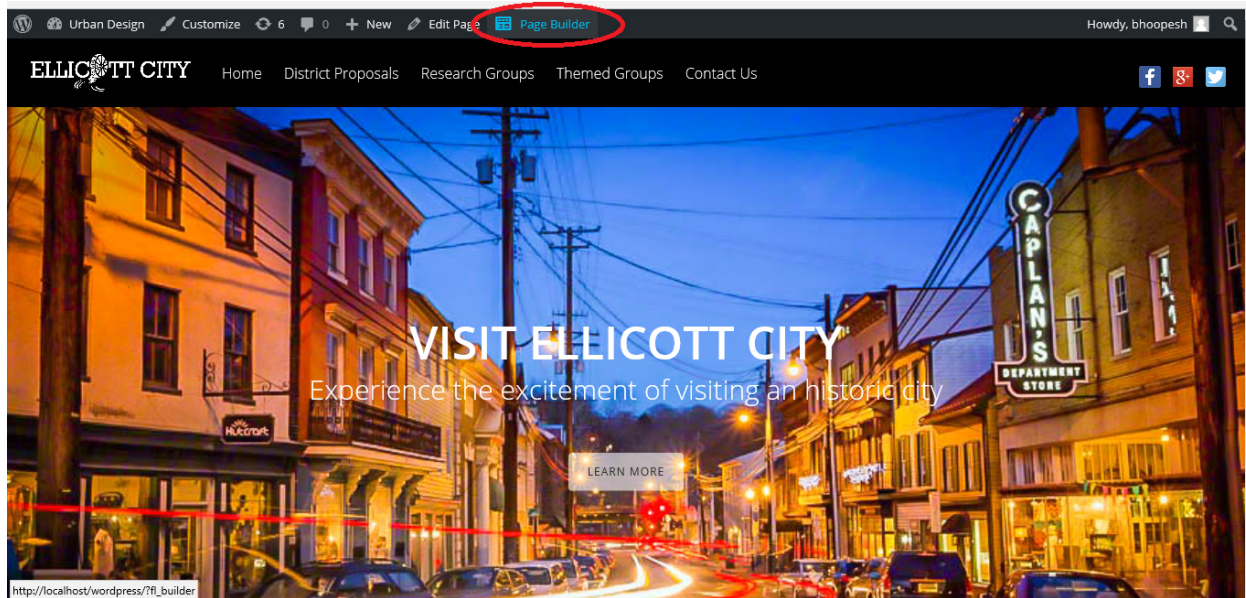 Urban Design Customize 6 0 New Edit Page Page Builder Howdy, bhoopesh
ELLICOTT CITY Home District Proposals Research Groups Themed Groups Contact Us
CAPLAN'S
DEPARTMENT
STORE
VISIT ELLICOTT CITY
Experience the excitement of visiting an historic city
HUTCraft
LEARN MORE
http://localhost/wordpress/?fl_builder